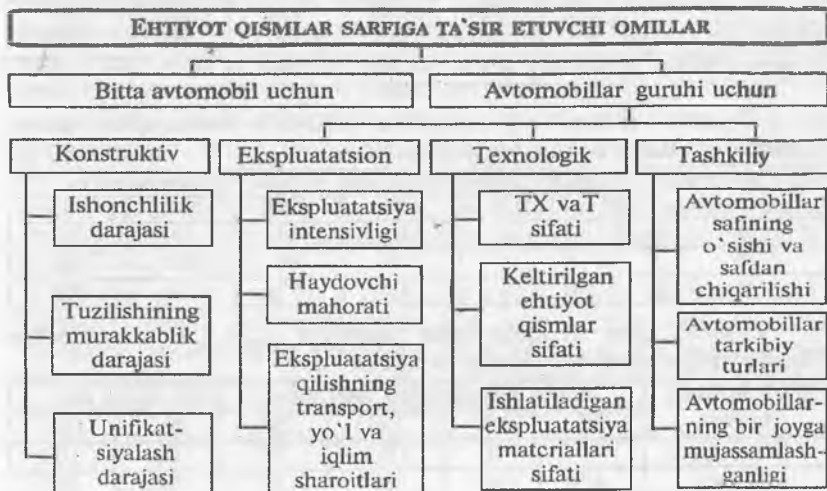 EHTIYOT QISMLAR SARFIGA TA`SIR ETUVCHI OMILLAR
Bitta avtomobil uchun
Avtomobillar guruhi uchun
Konstruktiv
Ishonchlilik
darajasi
Tuzilishining
murakkablik
darajasi
Unifikat-
siyalash
darajasi
Ekspluatatsion
Ekspluatatsiya
intensivligi
Haydovchi
mahorati
Ekspluatatsiya
qilishning
transport,
yo`l va
iqlim
sharoitlari
Texnologik
TX vaT
sifati
Keltirilgan
ehtiyot
qismlar
sifati
Ishlatiladigan
ekspluatatsiya
materiallari
sifati
Tashkiliy
Avtomobillar
safining
o`sishi va
safdan
chiqarilishi
Avtomobillar
tarkibiy
turlari
Avtomobillar-
ning bir joyga
mujassamlash-
ganligi